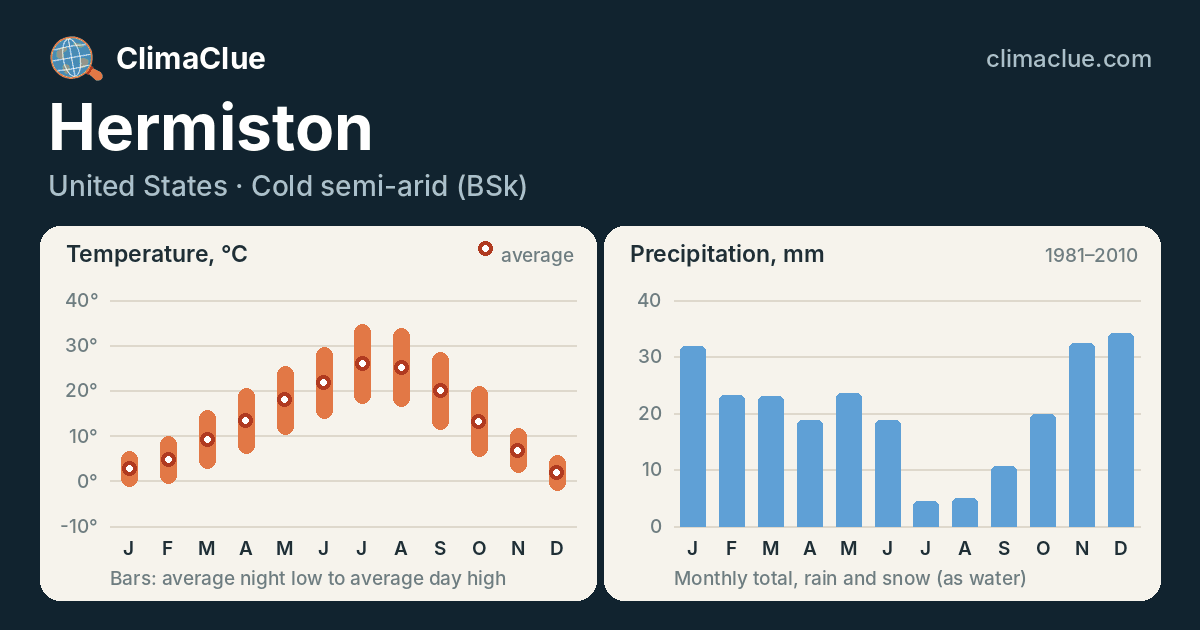 ClimaClue
climaclue.com
Hermiston
United States · Cold semi-arid (BSk)
Temperature, °C
average
40°
30°
20°
10°
0°
-10°
J F M A M J J A S O N D
Bars: average night low to average day high
Precipitation, mm
1981–2010
40
30
20
10
0
J F M A M J J A S O N D
Monthly total, rain and snow (as water)